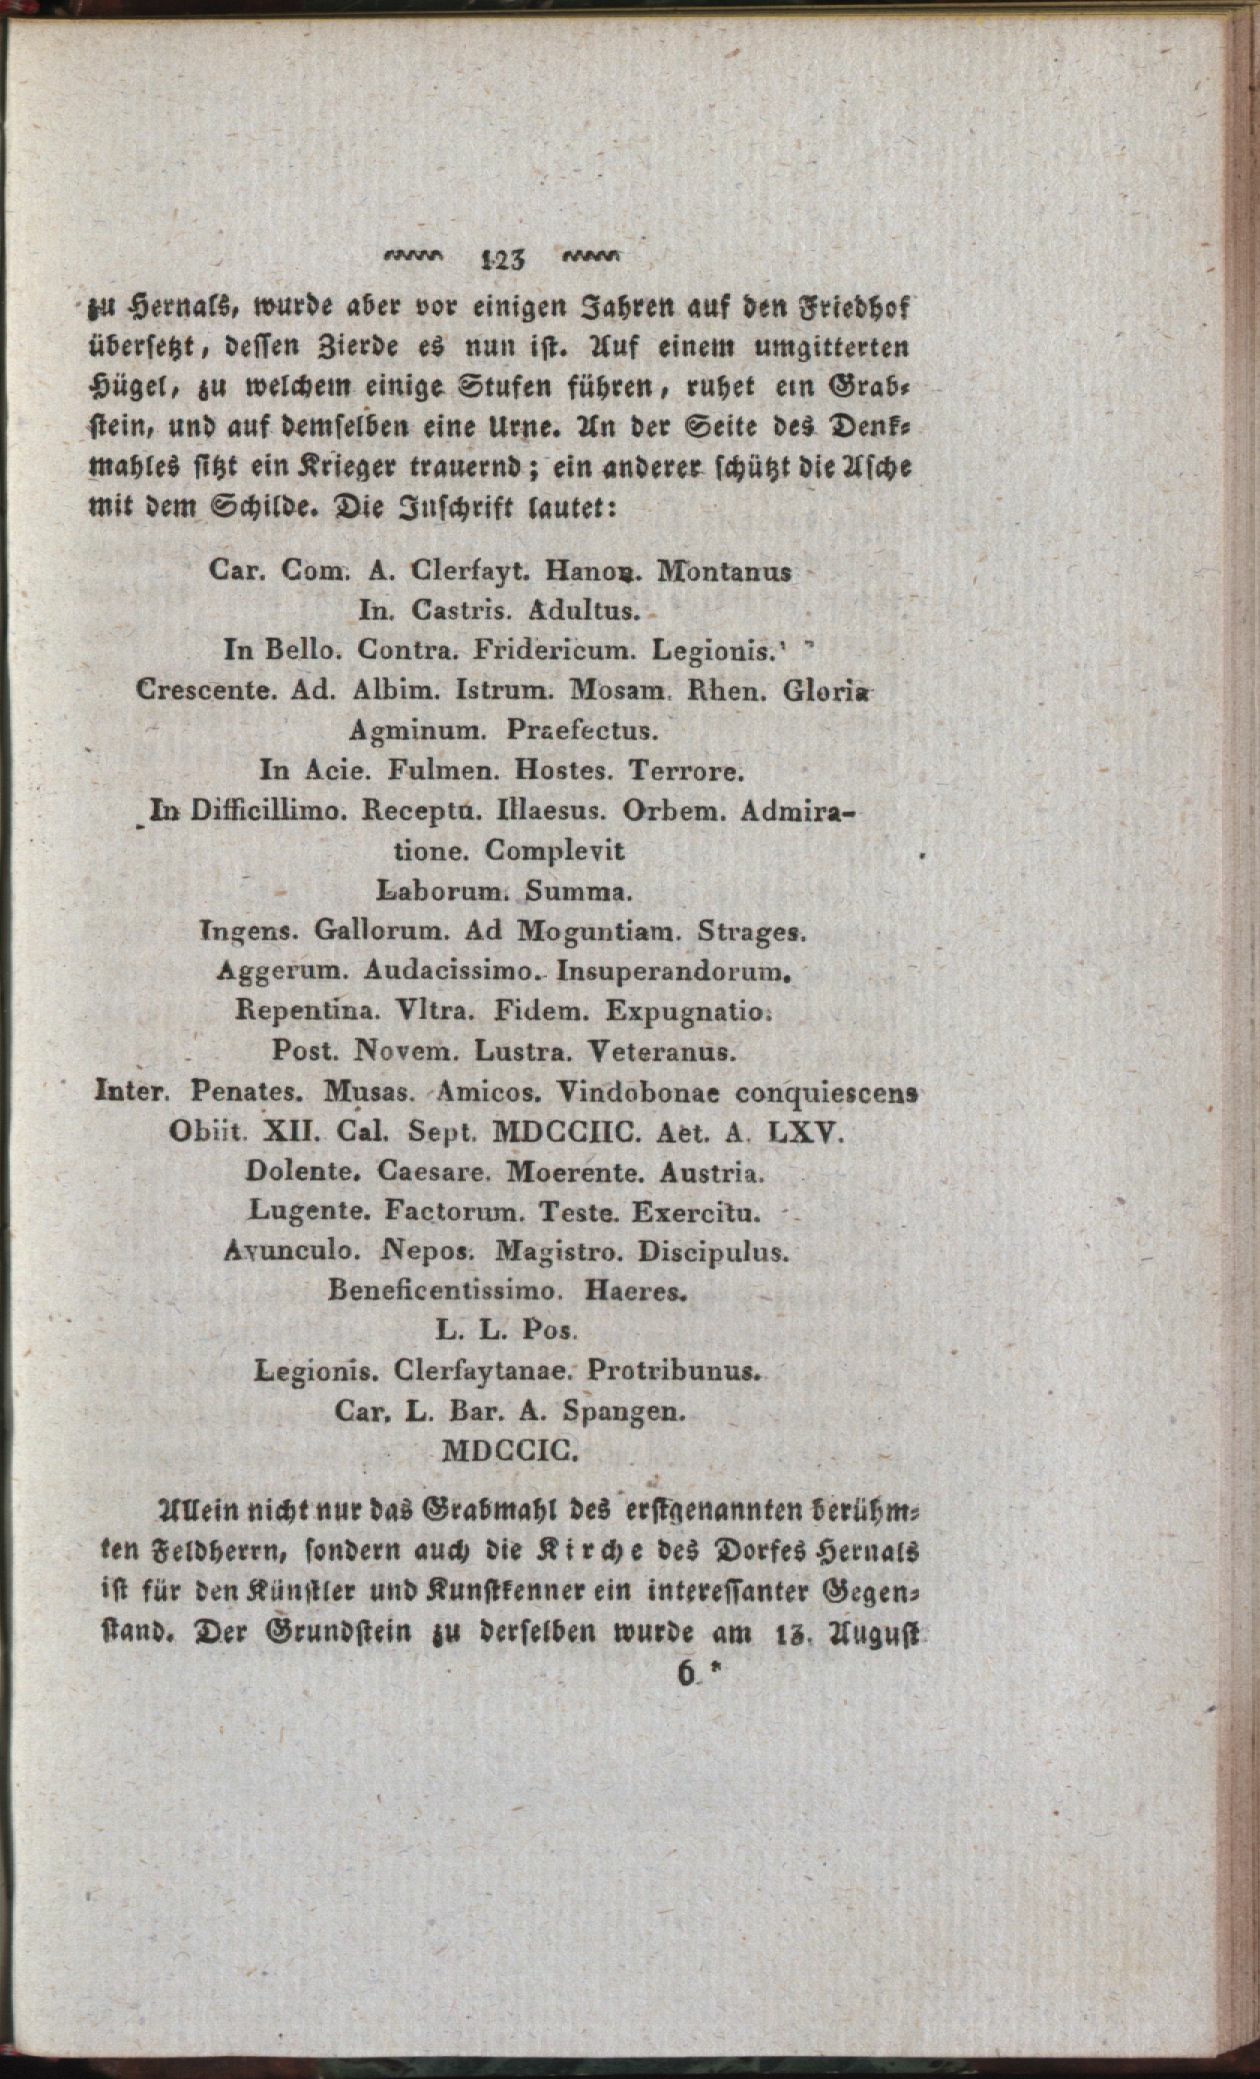 123
zu Hernals, wurde aber vor einigen Jahren auf den Friedhof
übersetzt, dessen Zierde es nun ist. Auf einem umgitterten
Hügel, zu welchem einige Stufen führen, ruhet ein Grab-
stein, und auf demselben eine Urne. An der Seite des Denk-
mahles sitzt ein Krieger trauernd; ein anderer schützt die Asche
mit dem Schilde. Die Inschrift lautet:
Car. Com. A. Clerfayt. Hanon. Montanus
In. Castris. Adultus.
In Bello. Contra. Fridericum. Legionis.
Crescente. Ad. Albim. Istrum. Mosam. Rhen. Gloria
Agminum. Praefectus.
In Acie. Fulmen. Hostes. Terrore.
In Difficillimo. Receptu. Illaesus. Orbem. Admira-
tione. Complevit
Laborum. Summa.
Ingens. Gallorum. Ad Moguntiam. Strages.
Aggerum. Audacissimo. Insuperandorum.
Repentina. Vltra. Fidem. Expugnatio.
Post. Novem. Lustra. Veteranus.
Inter. Penates. Musas. Amicos. Vindobonae conquiescens
Obiit. XII. Cal. Sept. MDCCIIC. Aet. A. LXV.
Dolente. Caesare. Moerente. Austria.
Lugente. Factorum. Teste. Exercitu.
Avunculo. Nepos. Magistro. Discipulus.
Beneficentissimo. Haeres.
L. L. Pos.
Legionis. Clerfaytanae. Protribunus.
Car. L. Bar. A. Spangen.
MDCCIC.
Allein nicht nur das Grabmahl des erstgenannten berühm-
ten Feldherrn, sondern auch die Kirche des Dorfes Hernals
ist für den Künstler und Kunstkenner ein interessanter Gegen-
stand. Der Grundstein zu derselben wurde am 13. August
6 *